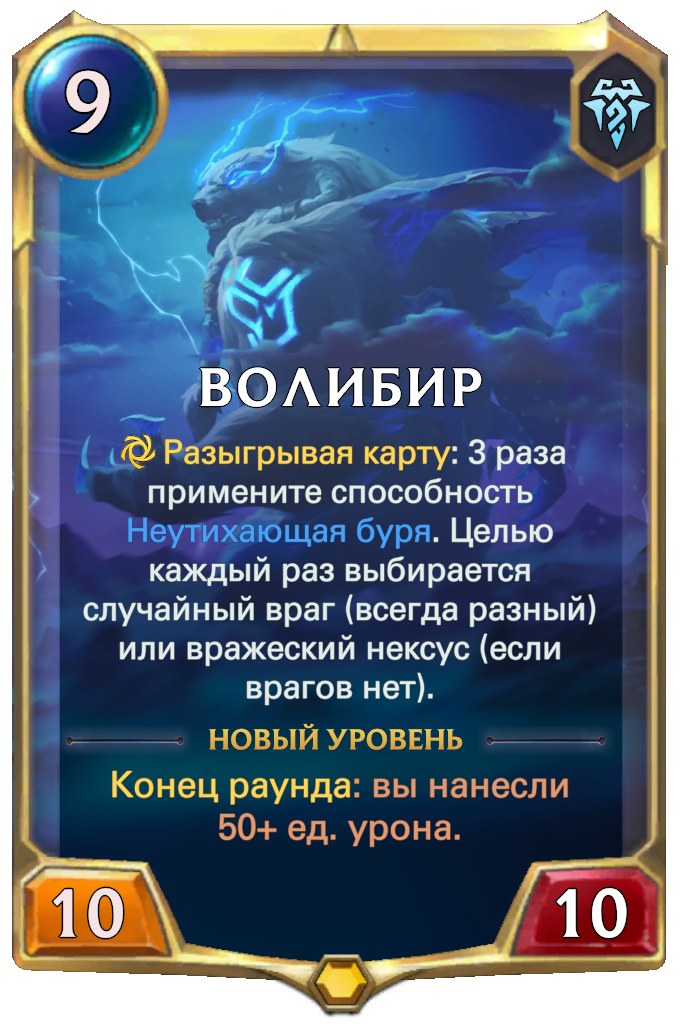 9
ВОЛИБИР
Разыгрывая карту: 3 раза
примените способность
Неутихающая буря. Целью
каждый раз выбирается
случайный враг (всегда разный)
или вражеский нексус (если
врагов нет).
НОВЫЙ УРОВЕНЬ
Конец раунда: вы нанесли
50+ ед. урона.
10
10